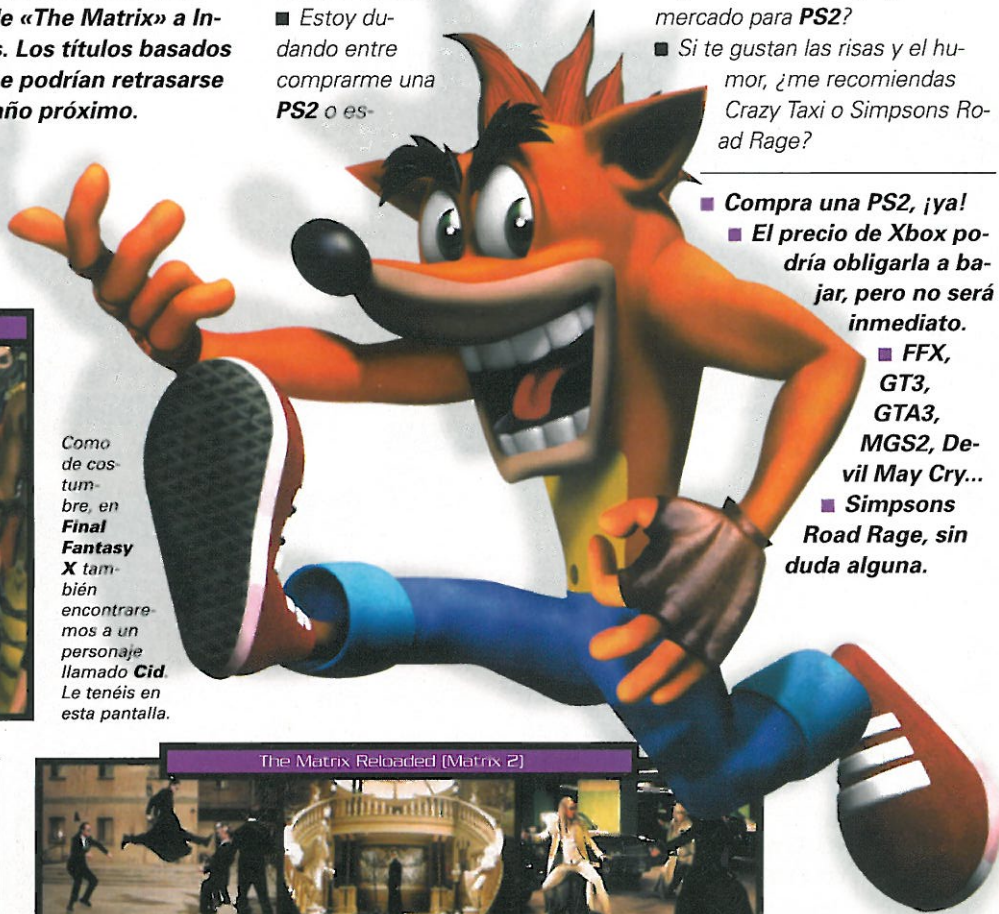 le «The Matrix» a In-
s. Los títulos basados
e podrían retrasarse
año próximo.
■ Estoy du-
dando entre
comprarme una
PS2 o es-
mercado para PS2?
■ Si te gustan las risas y el hu-
mor, ¿me recomiendas
Crazy Taxi o Simpsons Ro-
ad Rage?
■ Compra una PS2, ¡ya!
■ El precio de Xbox po-
dría obligarla a ba-
jar, pero no será
inmediato.
■ FFX,
GT3,
GTA3,
MGS2, De-
vil May Cry...
■ Simpsons
Road Rage, sin
duda alguna.
Como
de cos-
tum-
bre, en
Final
Fantasy
X tam-
bién
encontrare-
mos a un
personaje
llamado Cid.
Le tenéis en
esta pantalla.
The Matrix Reloaded (Matrix 2)